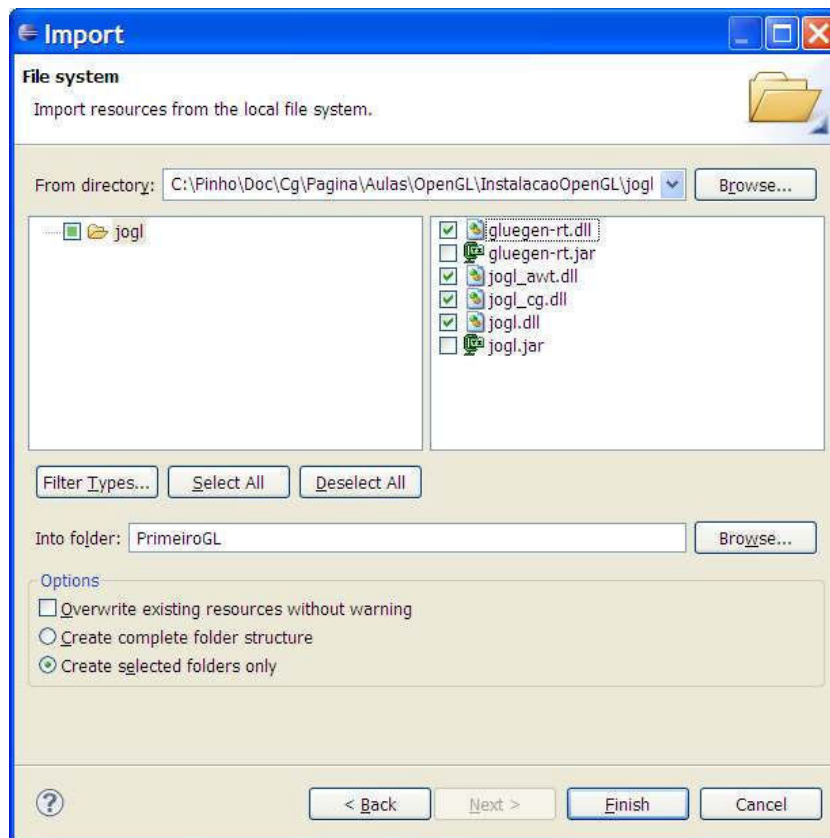 Import
File system
Import resources from the local file system.
From directory: C:\Pinho\Doc\Cg\Pagina\Aulas\OpenGL\InstalacaoOpenGL\jogl Browse...
jogl
gluegen-rt.dll
gluegen-rt.jar
jogl_awt.dll
jogl_cg.dll
jogl.dll
jogl.jar
Filter Types... Select All Deselect All
Into folder: PrimeiroGL Browse...
Options
Overwrite existing resources without warning
Create complete folder structure
Create selected folders only
? < Back Next > Finish Cancel